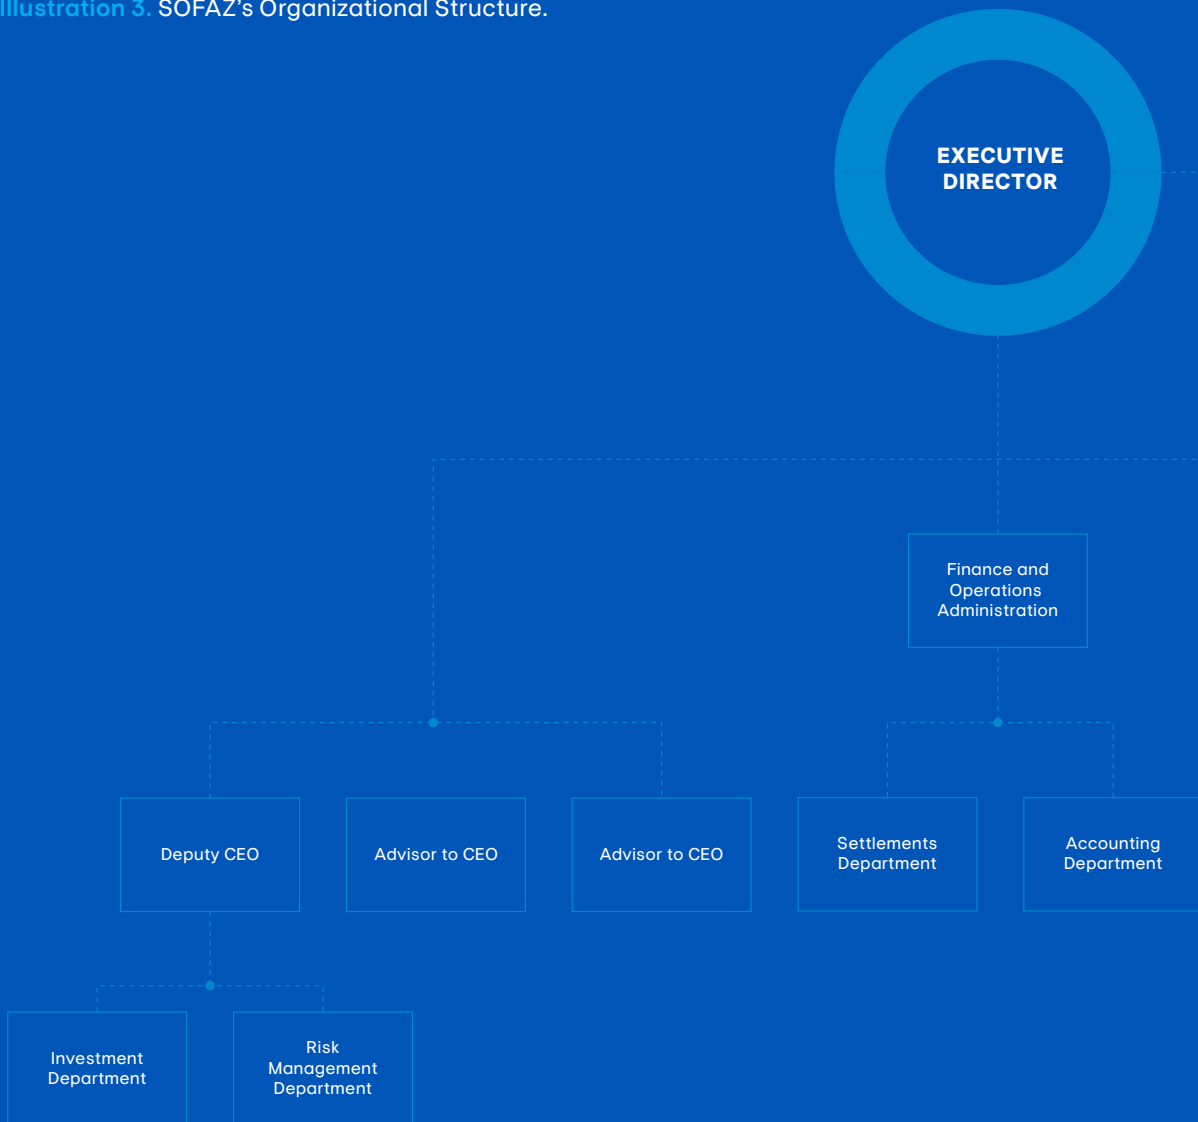 Illustration 3. SOFAZ's Organizational Structure.
EXECUTIVE
DIRECTOR
Finance and
Operations
Administration
Deputy CEO
Advisor to CEO
Advisor to CEO
Settlements
Department
Accounting
Department
Investment
Department
Risk
Management
Department